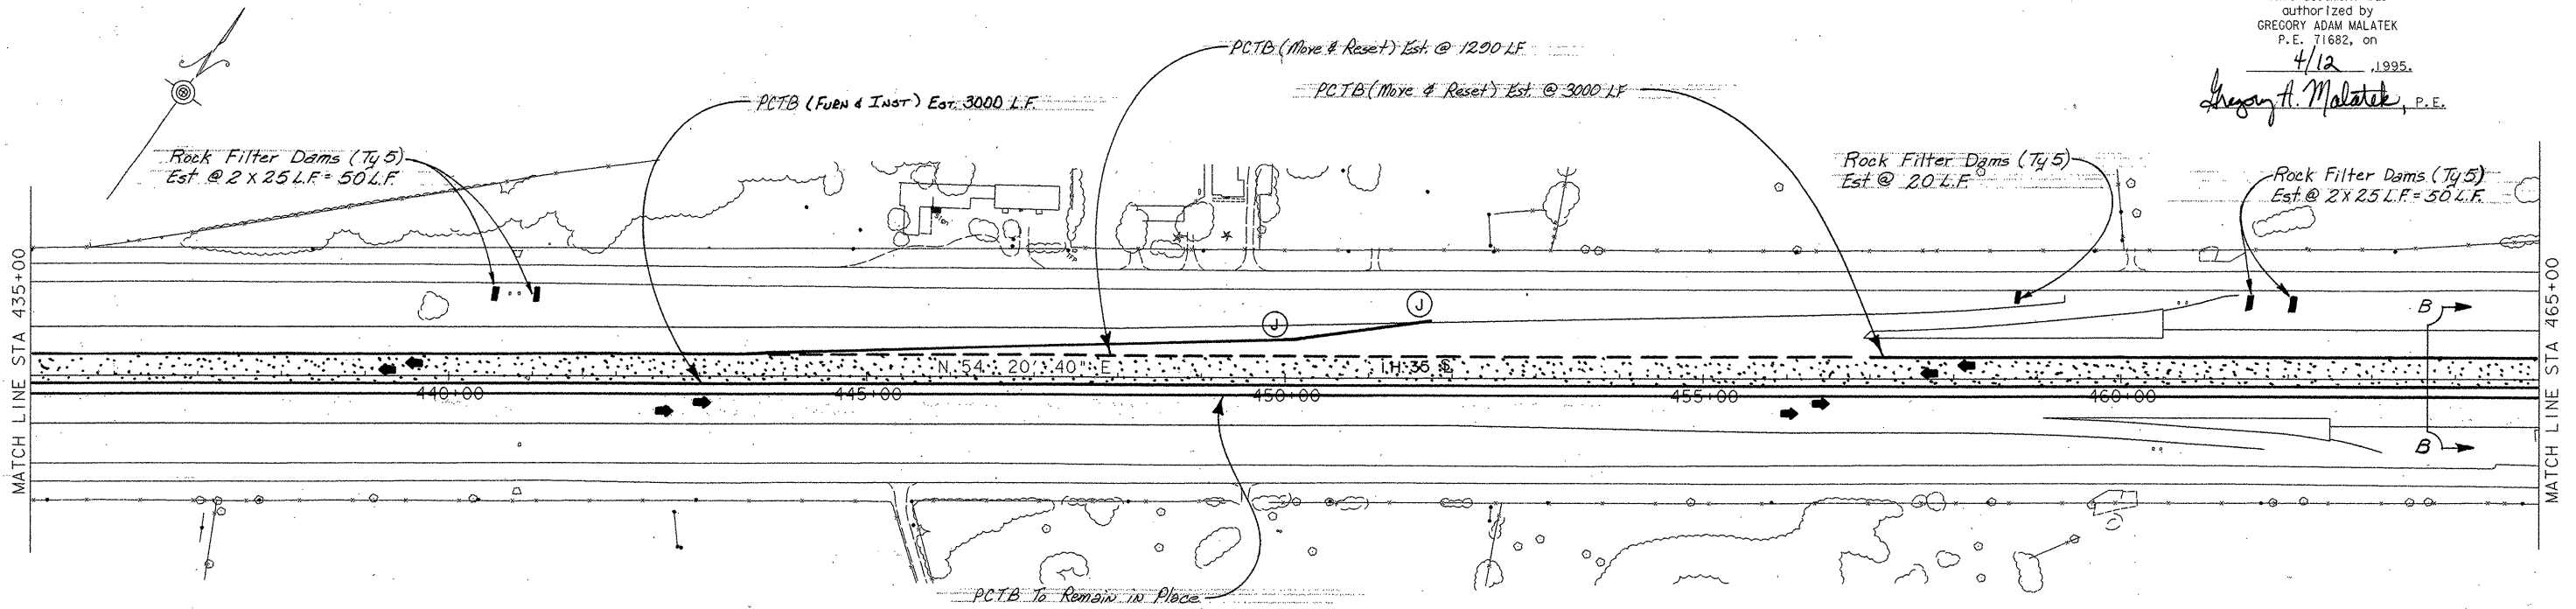 authorized by
GREGORY ADAM MALATEK
P.E. 71682, on
4/12 ,1995.
Gregory A. Malatek, P.E.
PCTB (Move & Reset) Est. @ 1290 LF
PCTB (Move & Reset) Est. @ 3000 LF
PCTB (FURN & INST) EST. 3000 L.F.
Rock Filter Dams (Ty 5)
Est @ 2 X 25 L.F. = 50 L.F.
Rock Filter Dams (Ty 5)
Est @ 20 L.F.
Rock Filter Dams (Ty 5)
Est @ 2 X 25 L.F. = 50 L.F.
MATCH LINE STA 435+00
MATCH LINE STA 465+00
J
J
B
N 54° 20' 40" E
IH 35
440+00
445+00
450+00
455+00
460+00
B
PCTB To Remain in Place